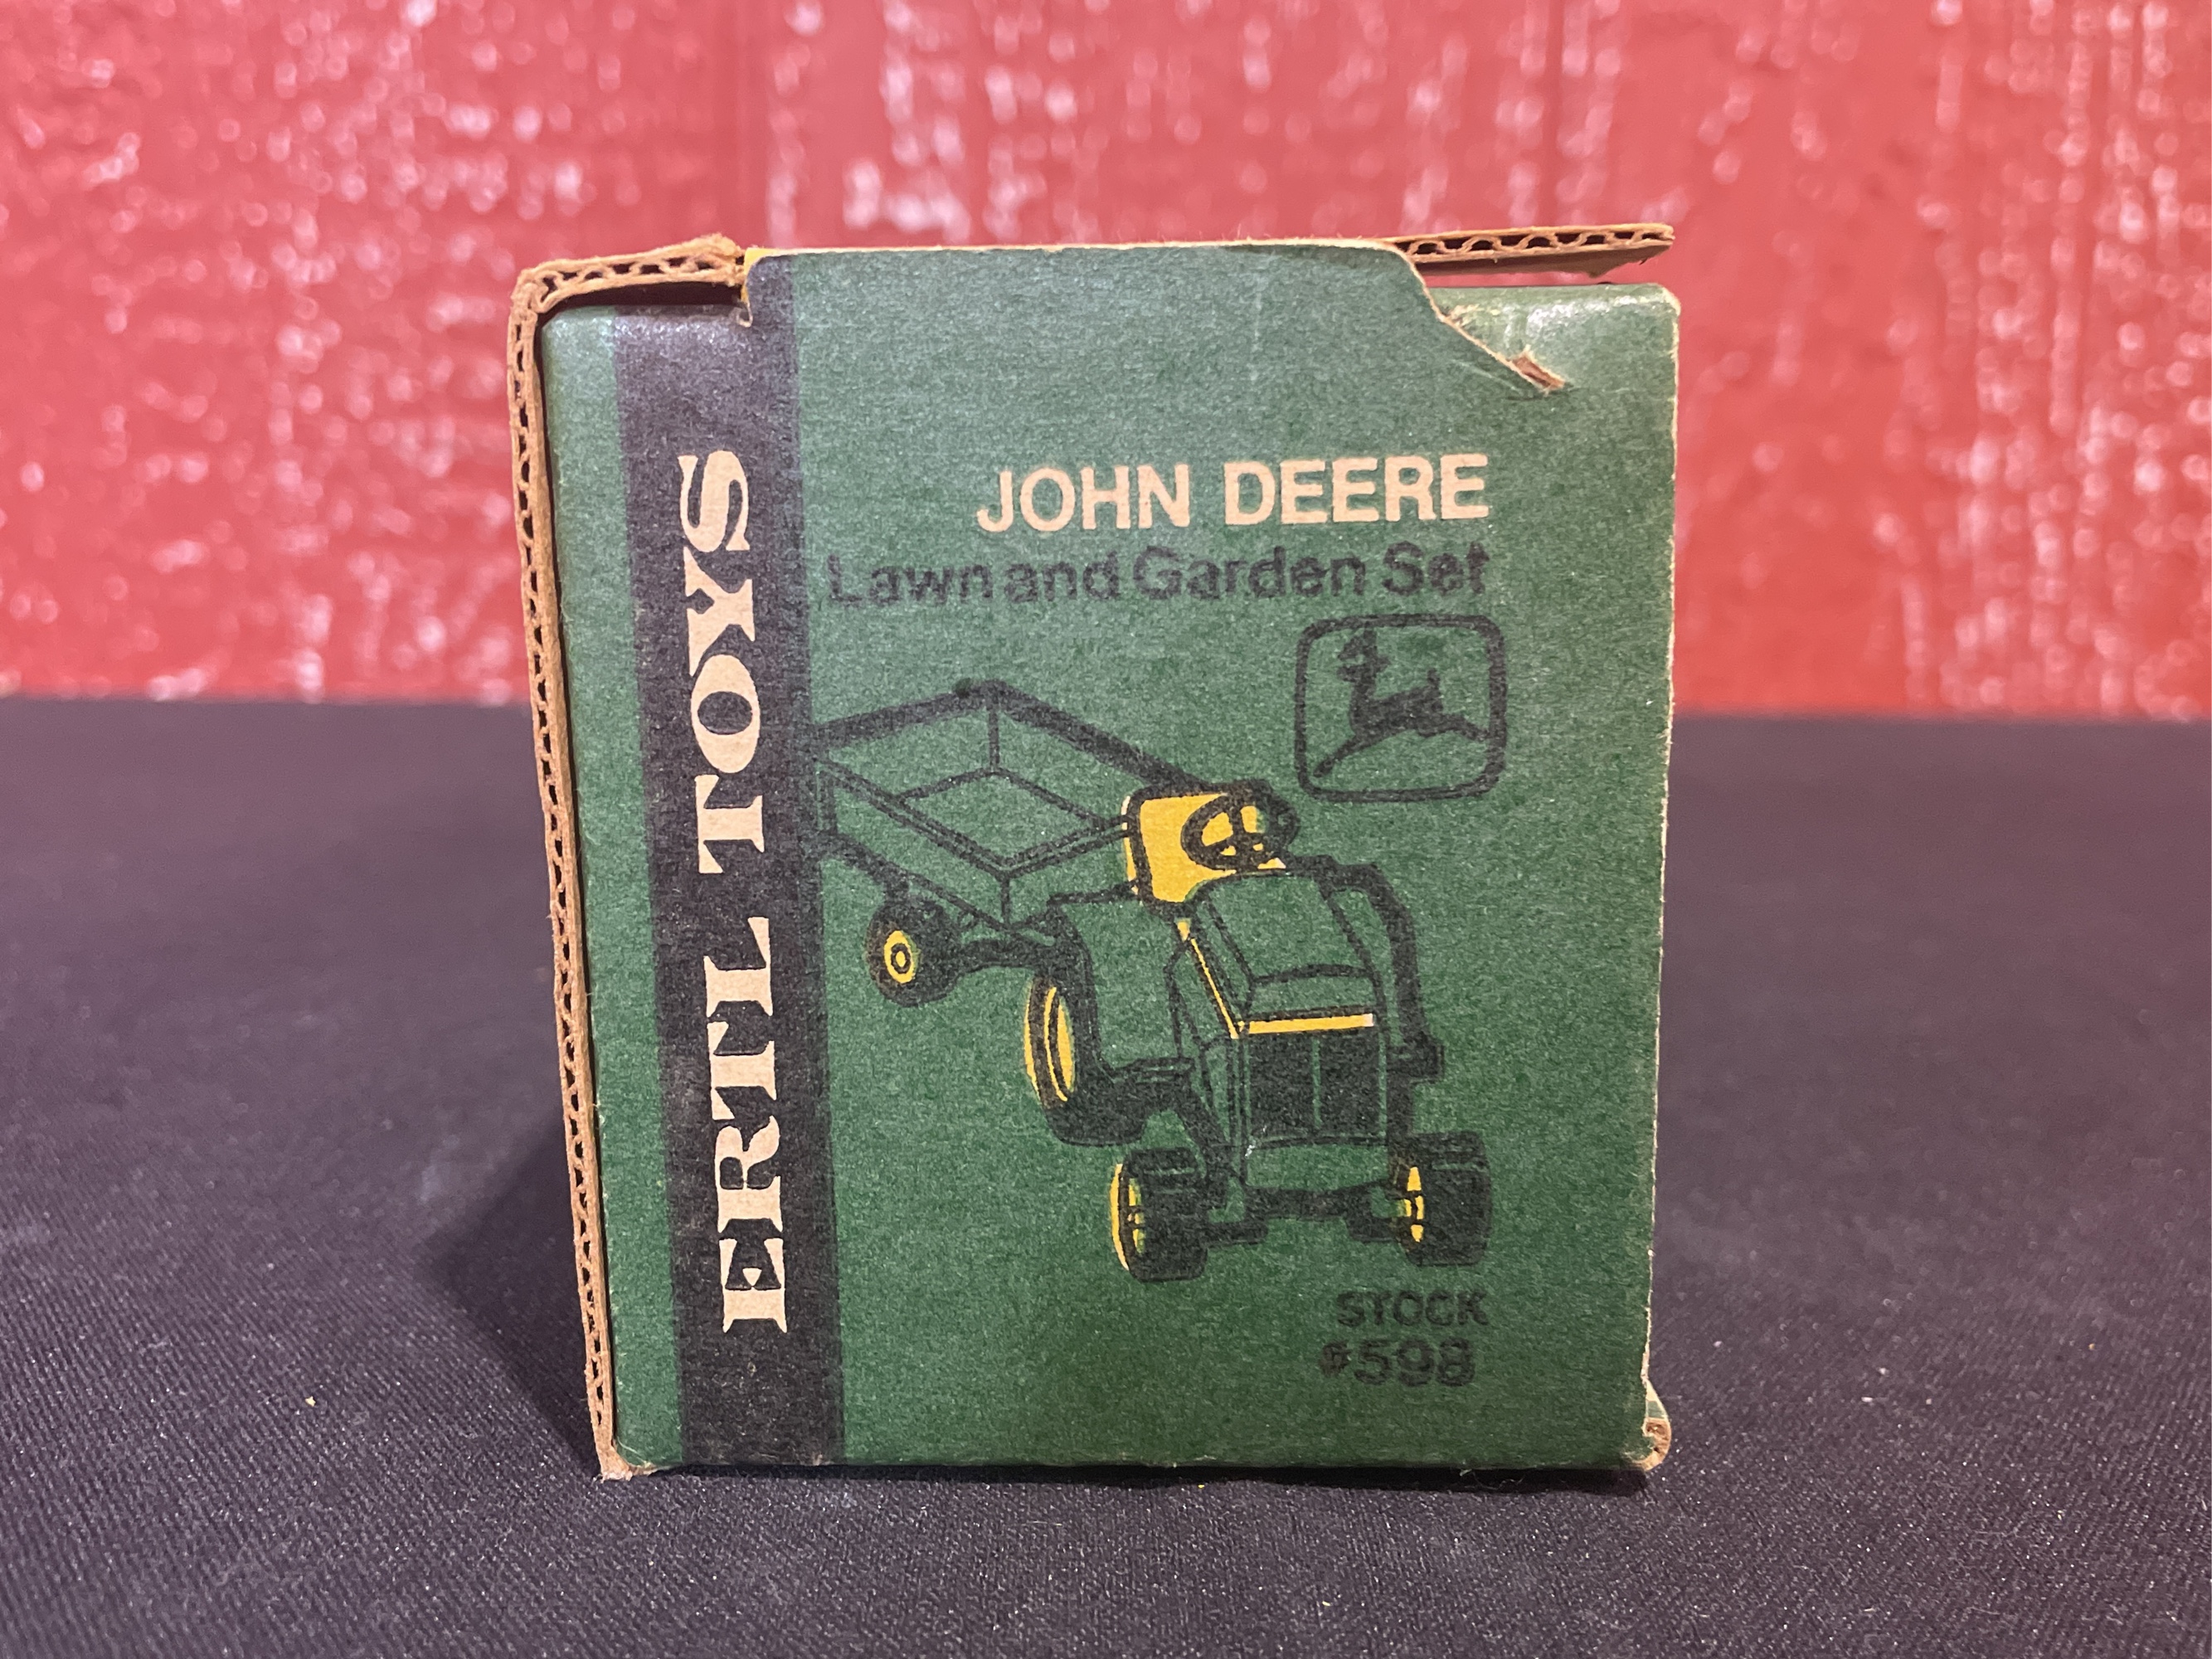 ERTL TOYS
JOHN DEERE
Lawn and Garden Set
STOCK
#598